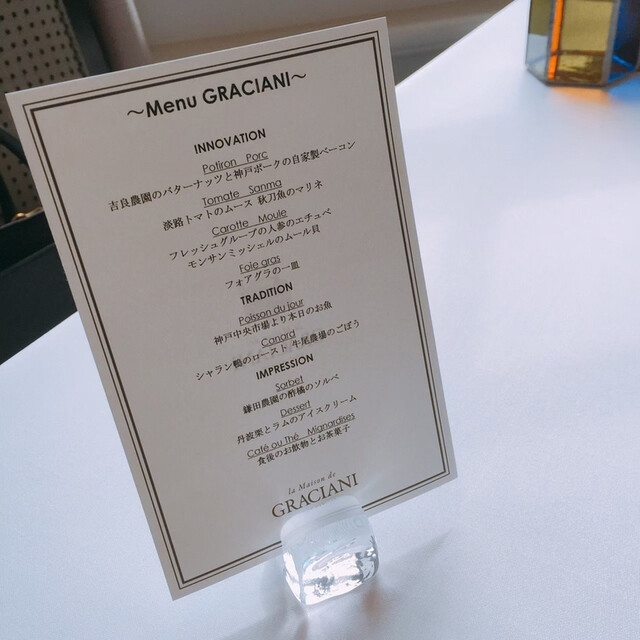 ～Menu GRACIANI～
INNOVATION
Potiron Porc
吉良農園のバターナッツと神戸ポークの自家製ベーコン
Tomate Sanma
淡路トマトのムース 秋刀魚のマリネ
Carotte Moule
フレッシュグループの人参のエチュベ
モンサンミッシェルのムール貝
Foie gras
フォアグラの一皿
TRADITION
Poisson du jour
神戸中央市場より本日のお魚
Canard
シャラン鴨のロースト 牛尾農場のごぼう
IMPRESSION
Sorbet
鎌田農園の酢橘のソルベ
Dessert
丹波栗とラムのアイスクリーム
Café ou Thé Mignardises
食後のお飲物とお茶菓子
la Maison de
GRACIANI